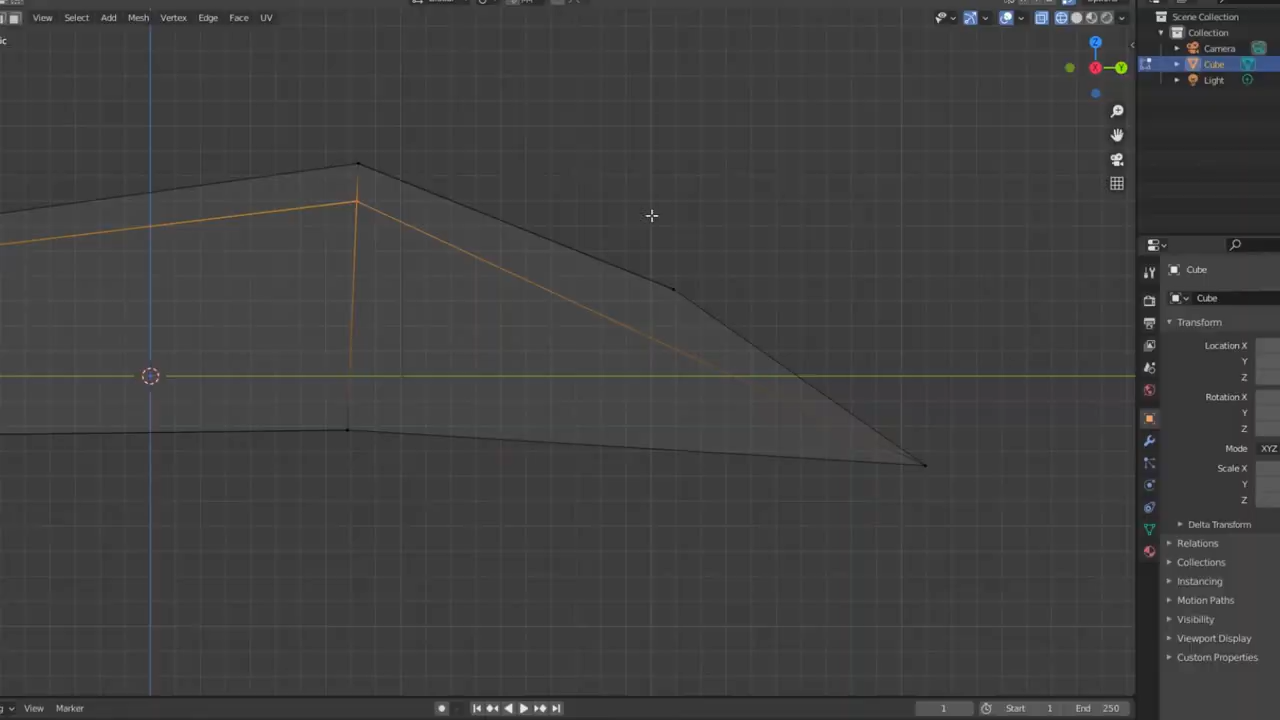 View Select Add Mesh Vertex Edge Face UV
Z
X
Y
Scene Collection
Collection
Camera
Cube
Light
Cube
Cube
Transform
Location X
Y
Z
Rotation X
Y
Z
Mode XYZ
Scale X
Y
Z
Delta Transform
Relations
Collections
Instancing
Motion Paths
Visibility
Viewport Display
Custom Properties
View Marker
1
Start 1
End 250